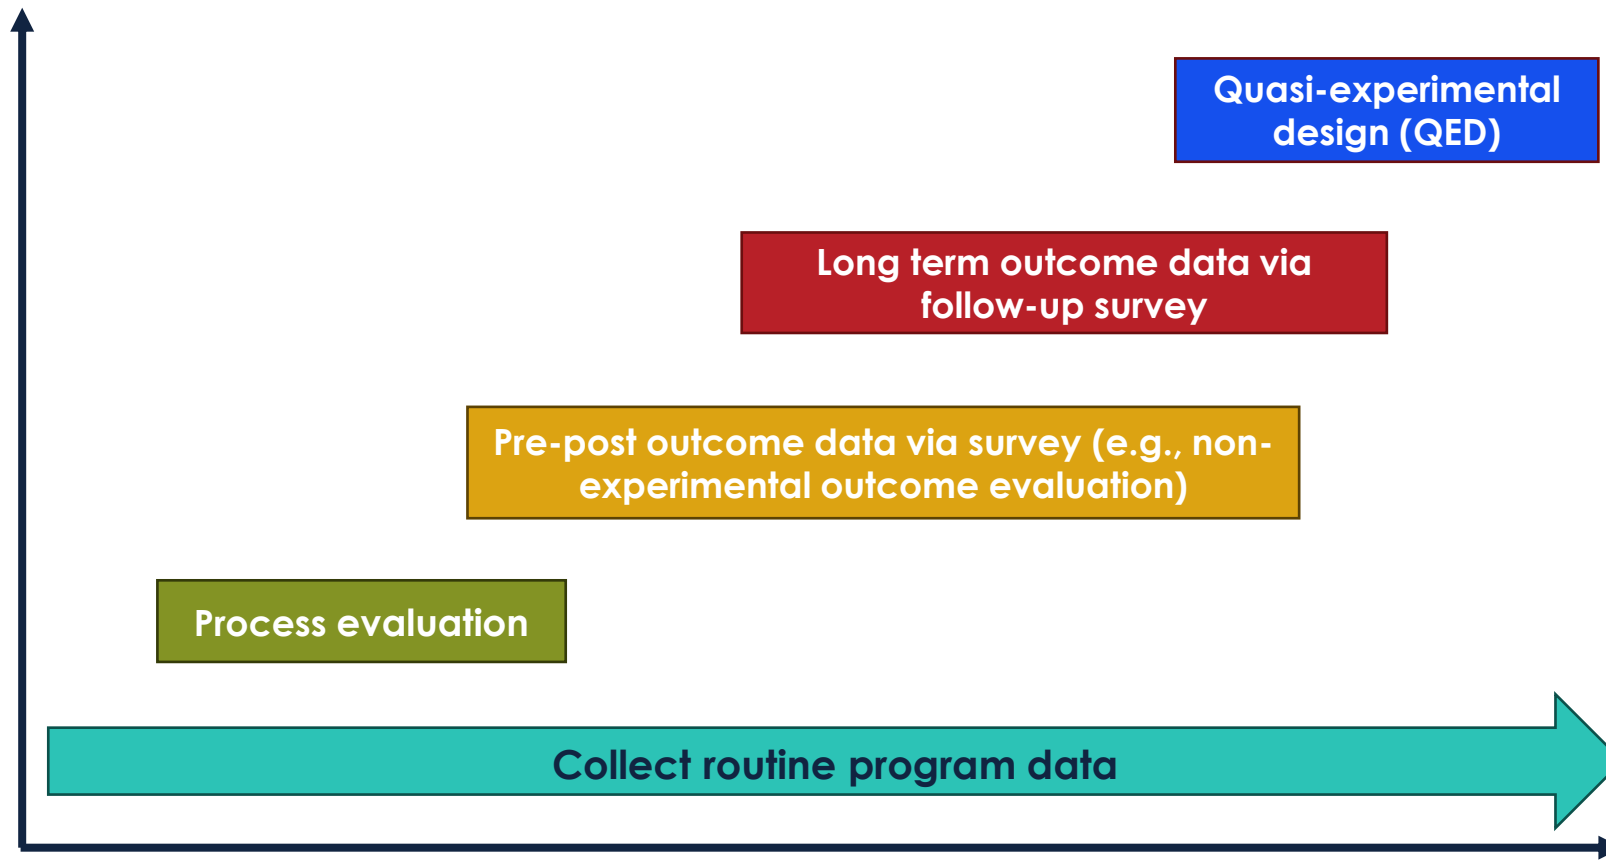 Quasi-experimental
design (QED)
Long term outcome data via
follow-up survey
Pre-post outcome data via survey (e.g., non-
experimental outcome evaluation)
Process evaluation
Collect routine program data